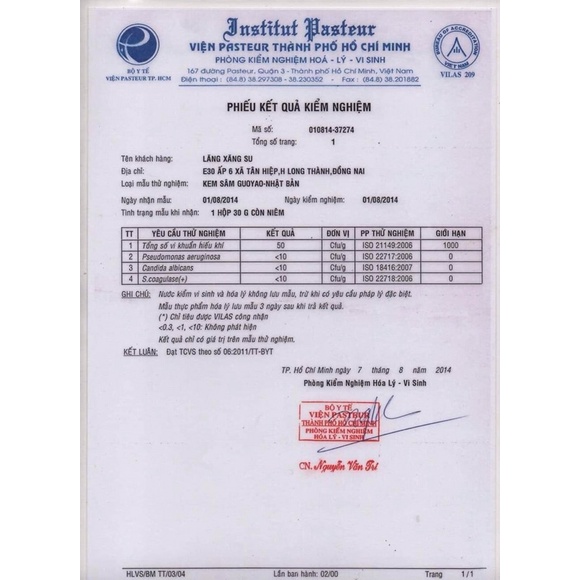 Institut Pasteur
VIỆN PASTEUR THÀNH PHỐ HỒ CHÍ MINH
PHÒNG KIỂM NGHIỆM HOÁ - LÝ - VI SINH
167 đường Pasteur, Quận 3 - Thành phố Hồ Chí Minh, Việt Nam
Điện thoại : (84.8) 38.297308 - 38.230352 - Fax : (84.8) 38.201882
BỘ Y TẾ
VIỆN PASTEUR TP. HCM
BUREAU OF ACCREDITATION
VIET NAM
VILAS 209
PHIẾU KẾT QUẢ KIỂM NGHIỆM
Mã số: 010814-37274
Tổng số trang: 1
Tên khách hàng: LĂNG XĂNG SU
Địa chỉ: E30 ẤP 6 XÃ TÂN HIỆP,H LONG THÀNH,ĐỒNG NAI
Loại mẫu thử nghiệm: KEM SÂM GUOYAO-NHẬT BẢN
Ngày nhận mẫu: 01/08/2014 Ngày kiểm nghiệm: 01/08/2014
Tình trạng mẫu khi nhận: 1 HỘP 30 G CÒN NIÊM
TT YÊU CẦU THỬ NGHIỆM KẾT QUẢ ĐƠN VỊ PP THỬ NGHIỆM GIỚI HẠN
1 Tổng số vi khuẩn hiếu khí 50 Cfu/g ISO 21149:2006 1000
2 Pseudomonas aeruginosa <10 Cfu/g ISO 22717:2006 0
3 Candida albicans <10 Cfu/g ISO 18416:2007 0
4 S.coagulase(+) <10 Cfu/g ISO 22718:2006 0
GHI CHÚ: Nước kiểm vi sinh và hóa lý không lưu mẫu, trừ khi có yêu cầu pháp lý đặc biệt.
Mẫu thực phẩm hóa lý lưu mẫu 3 ngày sau khi trả kết quả.
(*) Chỉ tiêu được VILAS công nhận
<0.3, <1, <10: Không phát hiện
Kết quả chỉ có giá trị trên mẫu thử nghiệm.
KẾT LUẬN: Đạt TCVS theo số 06:2011/TT-BYT
TP. Hồ Chí Minh ngày 7 tháng 8 năm 2014
Phòng Kiểm Nghiệm Hóa Lý - Vi Sinh
BỘ Y TẾ
VIỆN PASTEUR
THÀNH PHỐ HỒ CHÍ MINH
PHÒNG KIỂM NGHIỆM
HÓA LÝ - VI SINH
CN. Nguyễn Văn Trí
HLVS/BM TT/03/04 Lần ban hành: 02/00 Trang 1/1